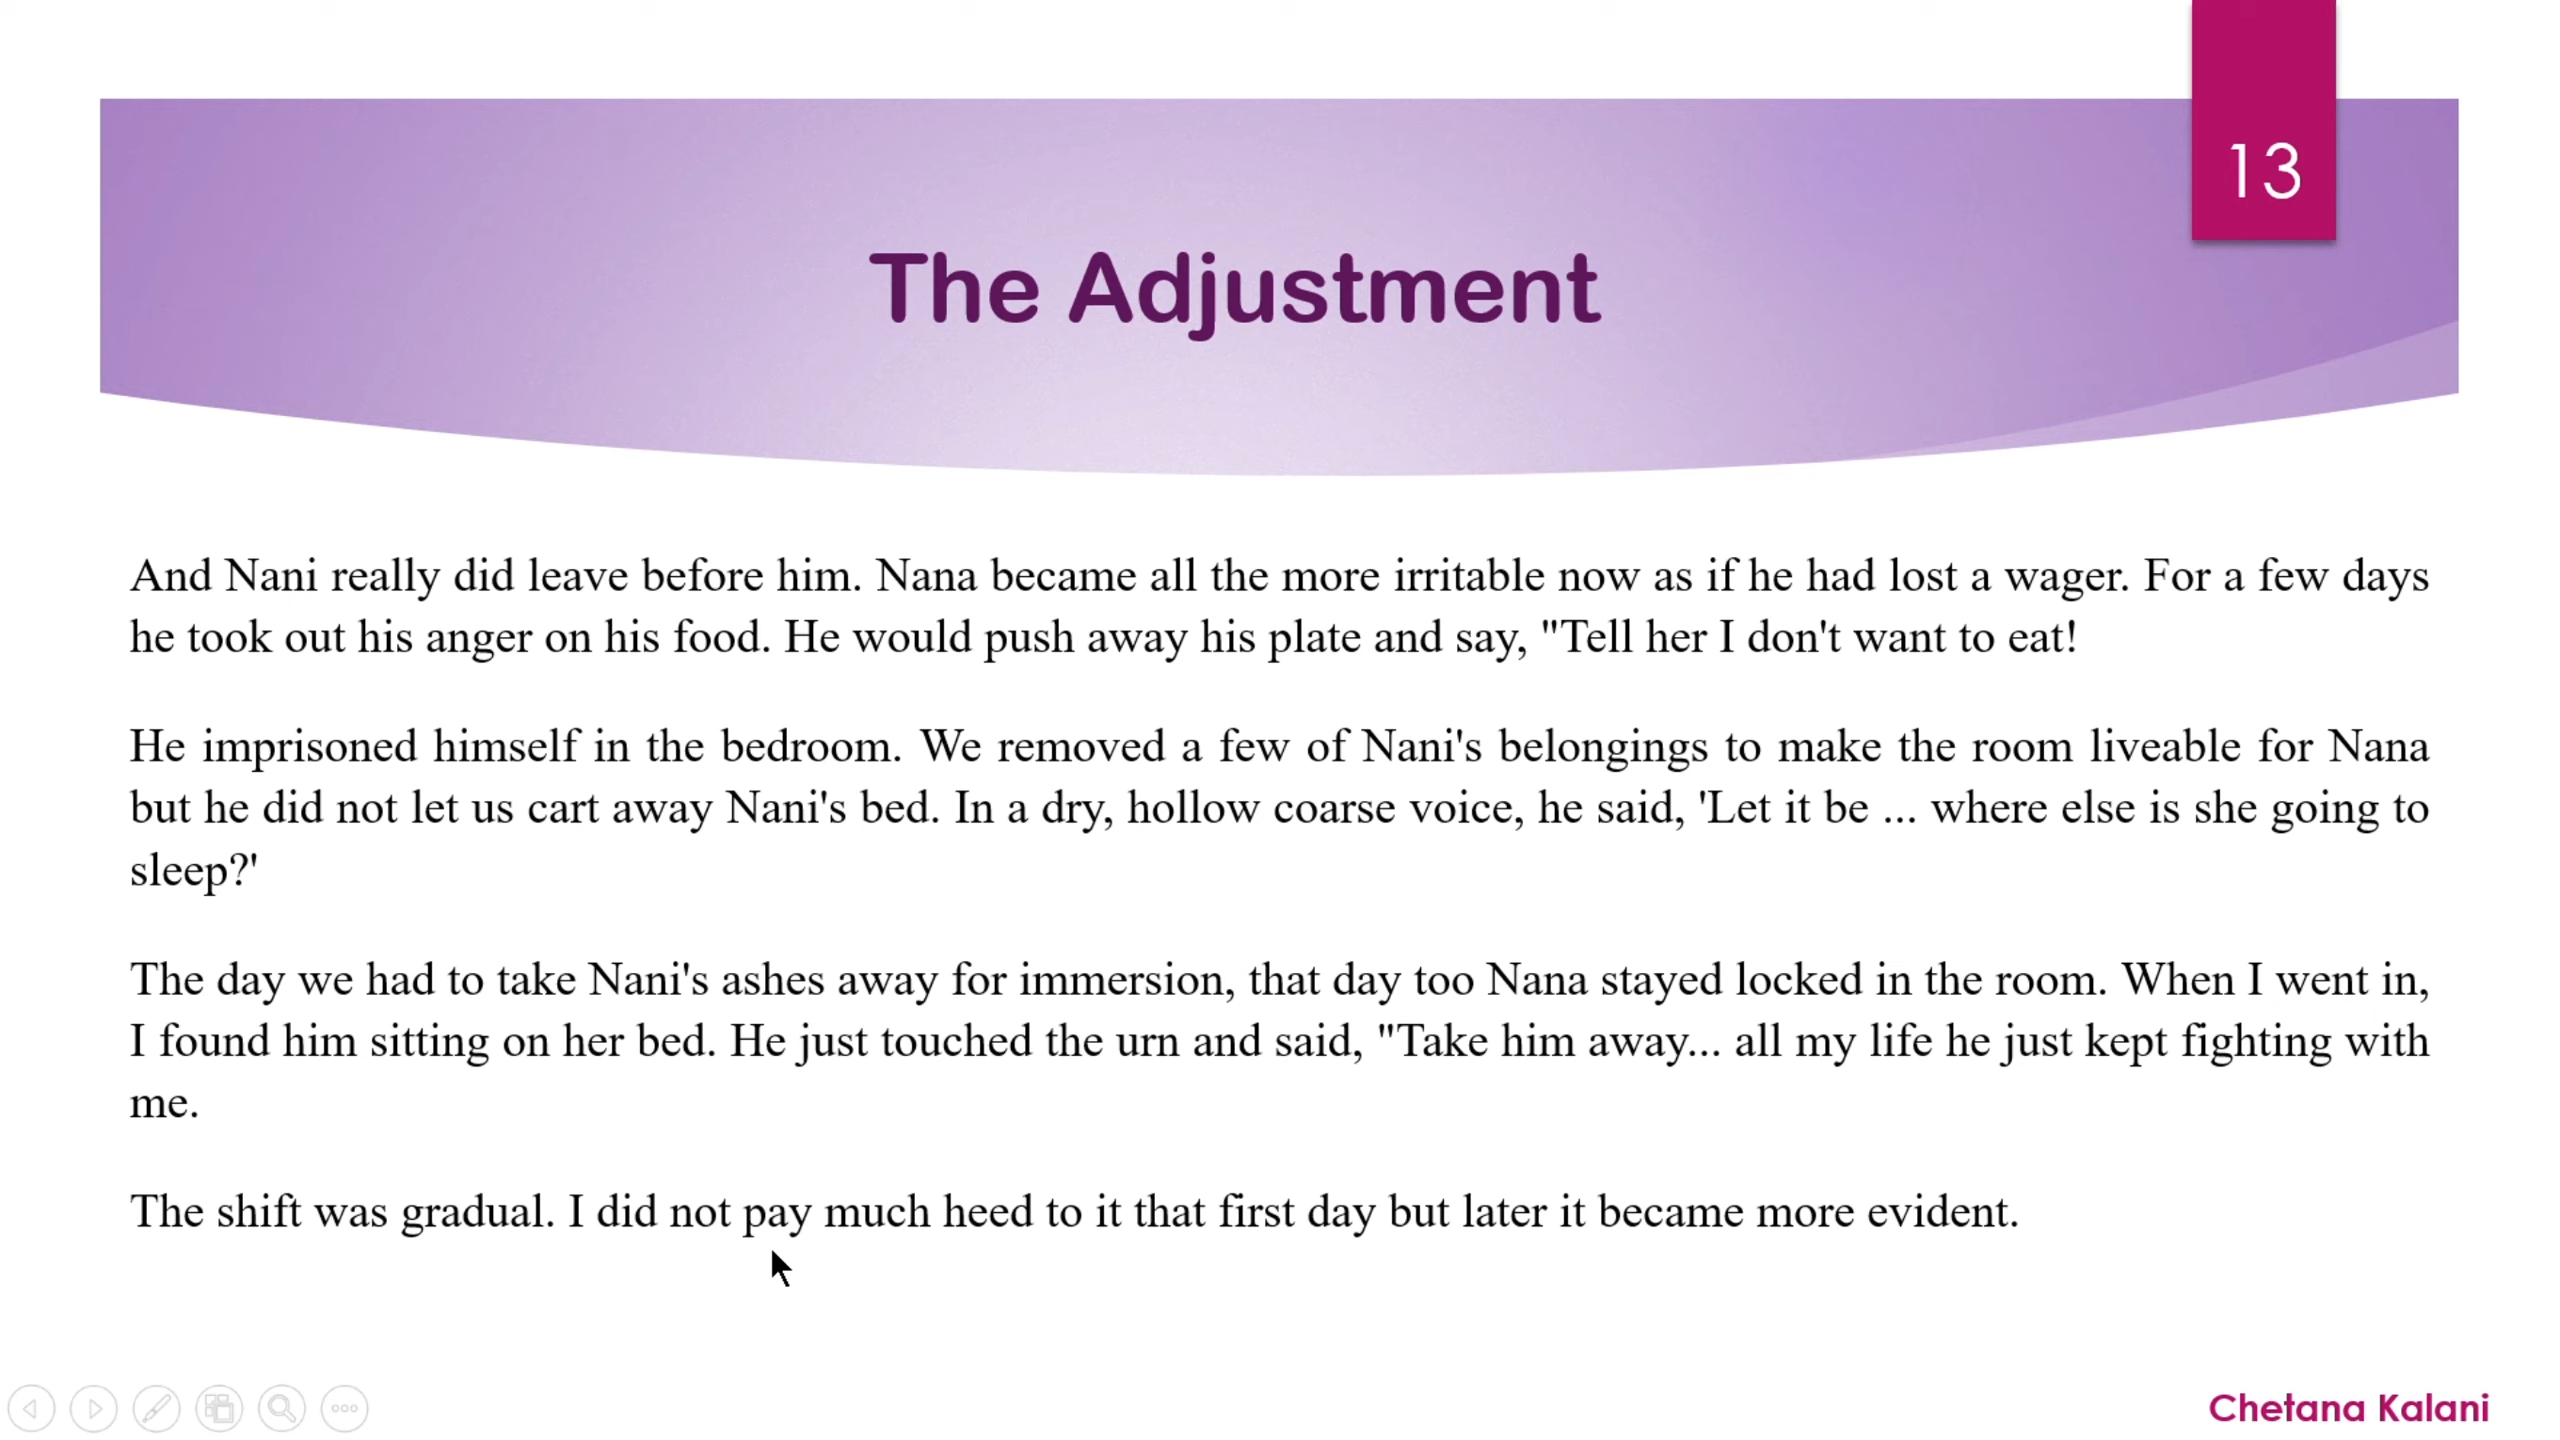 13
The Adjustment
And Nani really did leave before him. Nana became all the more irritable now as if he had lost a wager. For a few days
he took out his anger on his food. He would push away his plate and say, "Tell her I don't want to eat!
He imprisoned himself in the bedroom. We removed a few of Nani's belongings to make the room liveable for Nana
but he did not let us cart away Nani's bed. In a dry, hollow coarse voice, he said, 'Let it be ... where else is she going to
sleep?'
The day we had to take Nani's ashes away for immersion, that day too Nana stayed locked in the room. When I went in,
I found him sitting on her bed. He just touched the urn and said, "Take him away... all my life he just kept fighting with
me.
The shift was gradual. I did not pay much heed to it that first day but later it became more evident.
Chetana Kalani